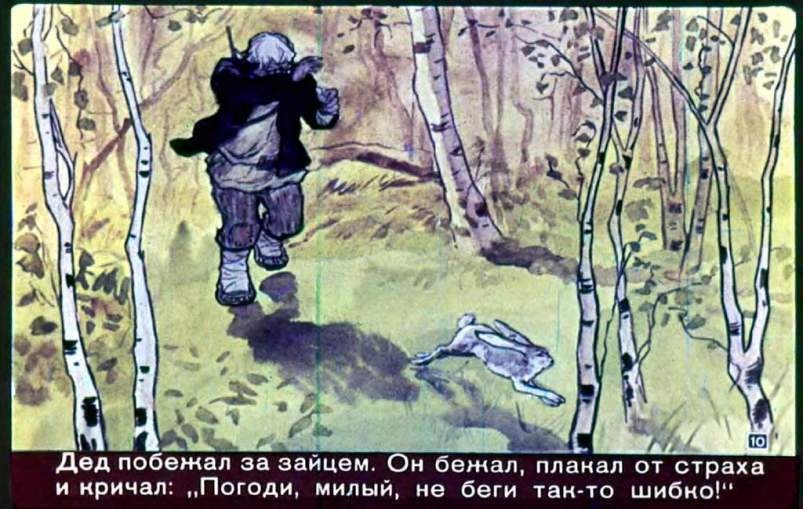 10
Дед побежал за зайцем. Он бежал, плакал от страха
и кричал: „Погоди, милый, не беги так-то шибко!“